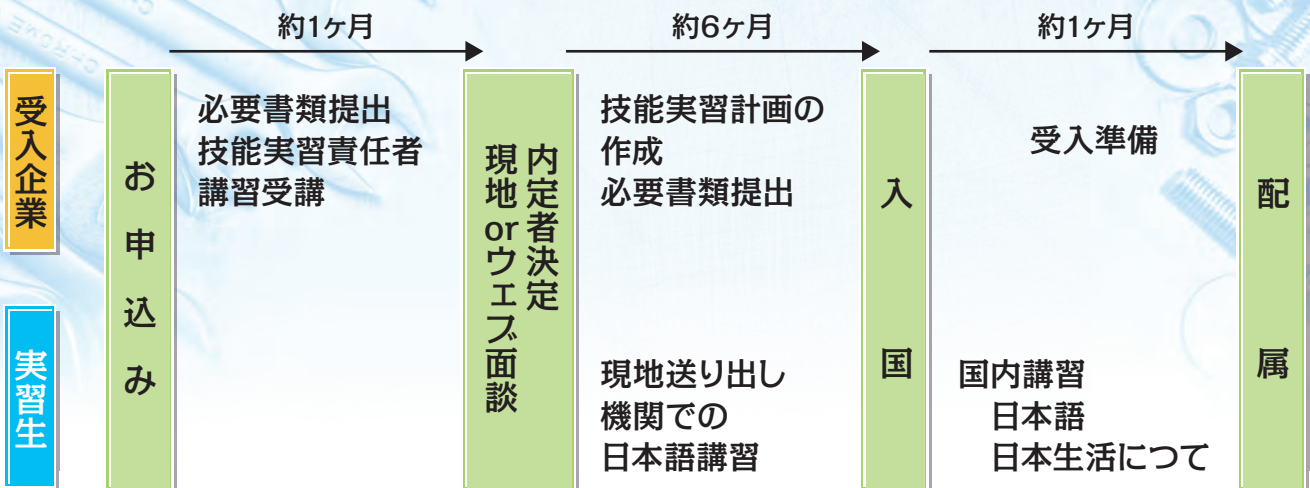 約1ヶ月
約6ヶ月
約1ヶ月
受入企業
実習生
お申込み
必要書類提出
技能実習責任者
講習受講
内定者決定
現地orウエブ面談
技能実習計画の
作成
必要書類提出
現地送り出し
機関での
日本語講習
入国
受入準備
国内講習
日本語
日本生活につて
配属